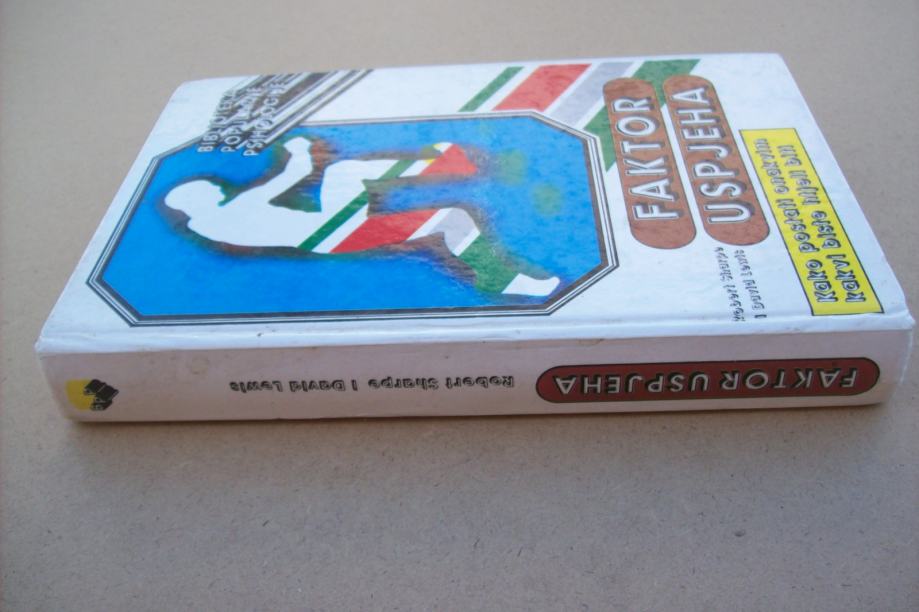 FAKTOR
USPJEHA
kako postati onakvim
kakvi biste htjeli biti
Robert Sharpe
i David Lewis
BIBLIOTEKA
POPULARNE
PSIHOLOGIJE
FAKTOR USPJEHA
Robert Sharpe i David Lewis